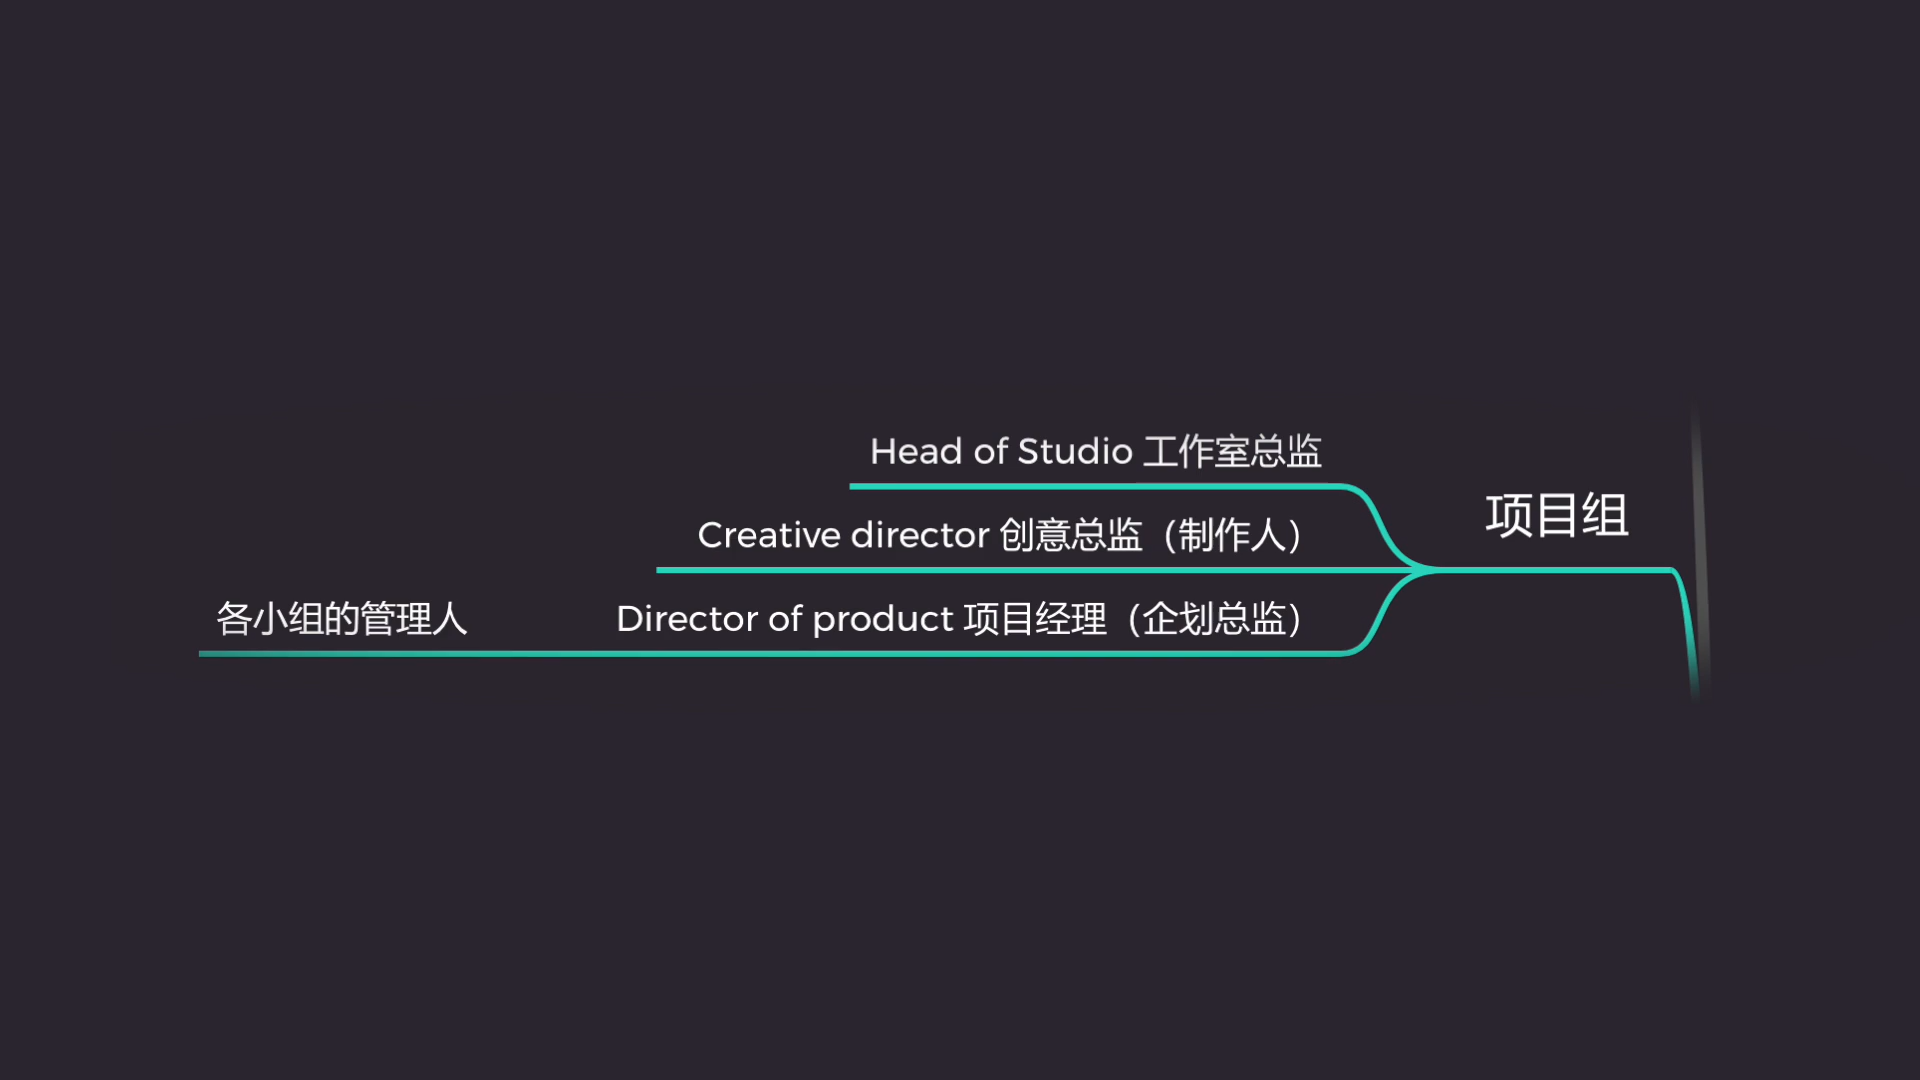 Head of Studio 工作室总监
项目组
Creative director 创意总监（制作人）
各小组的管理人
Director of product 项目经理（企划总监）